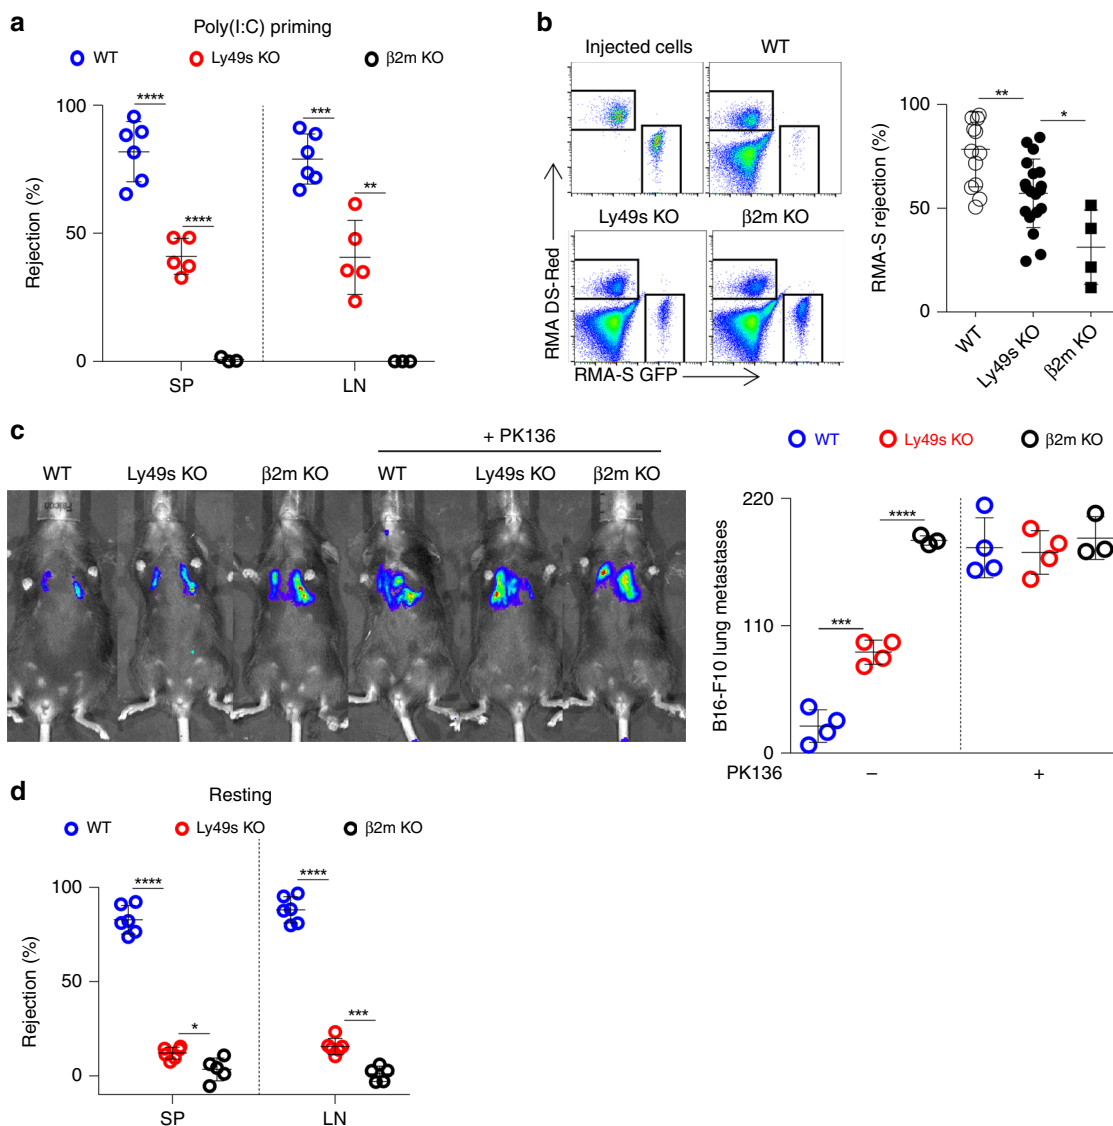 a
Poly(I:C) priming
WT
Ly49s KO
β2m KO
Rejection (%)
100
50
0
****
****
***
**
SP
LN
b
Injected cells
WT
Ly49s KO
β2m KO
RMA DS-Red
RMA-S GFP
RMA-S rejection (%)
100
50
0
**
*
WT
Ly49s KO
β2m KO
c
+ PK136
WT
Ly49s KO
β2m KO
WT
Ly49s KO
β2m KO
Falcon
WT
Ly49s KO
β2m KO
B16-F10 lung metastases
220
110
0
***
****
PK136
–
+
d
Resting
WT
Ly49s KO
β2m KO
Rejection (%)
100
50
0
****
*
****
***
SP
LN